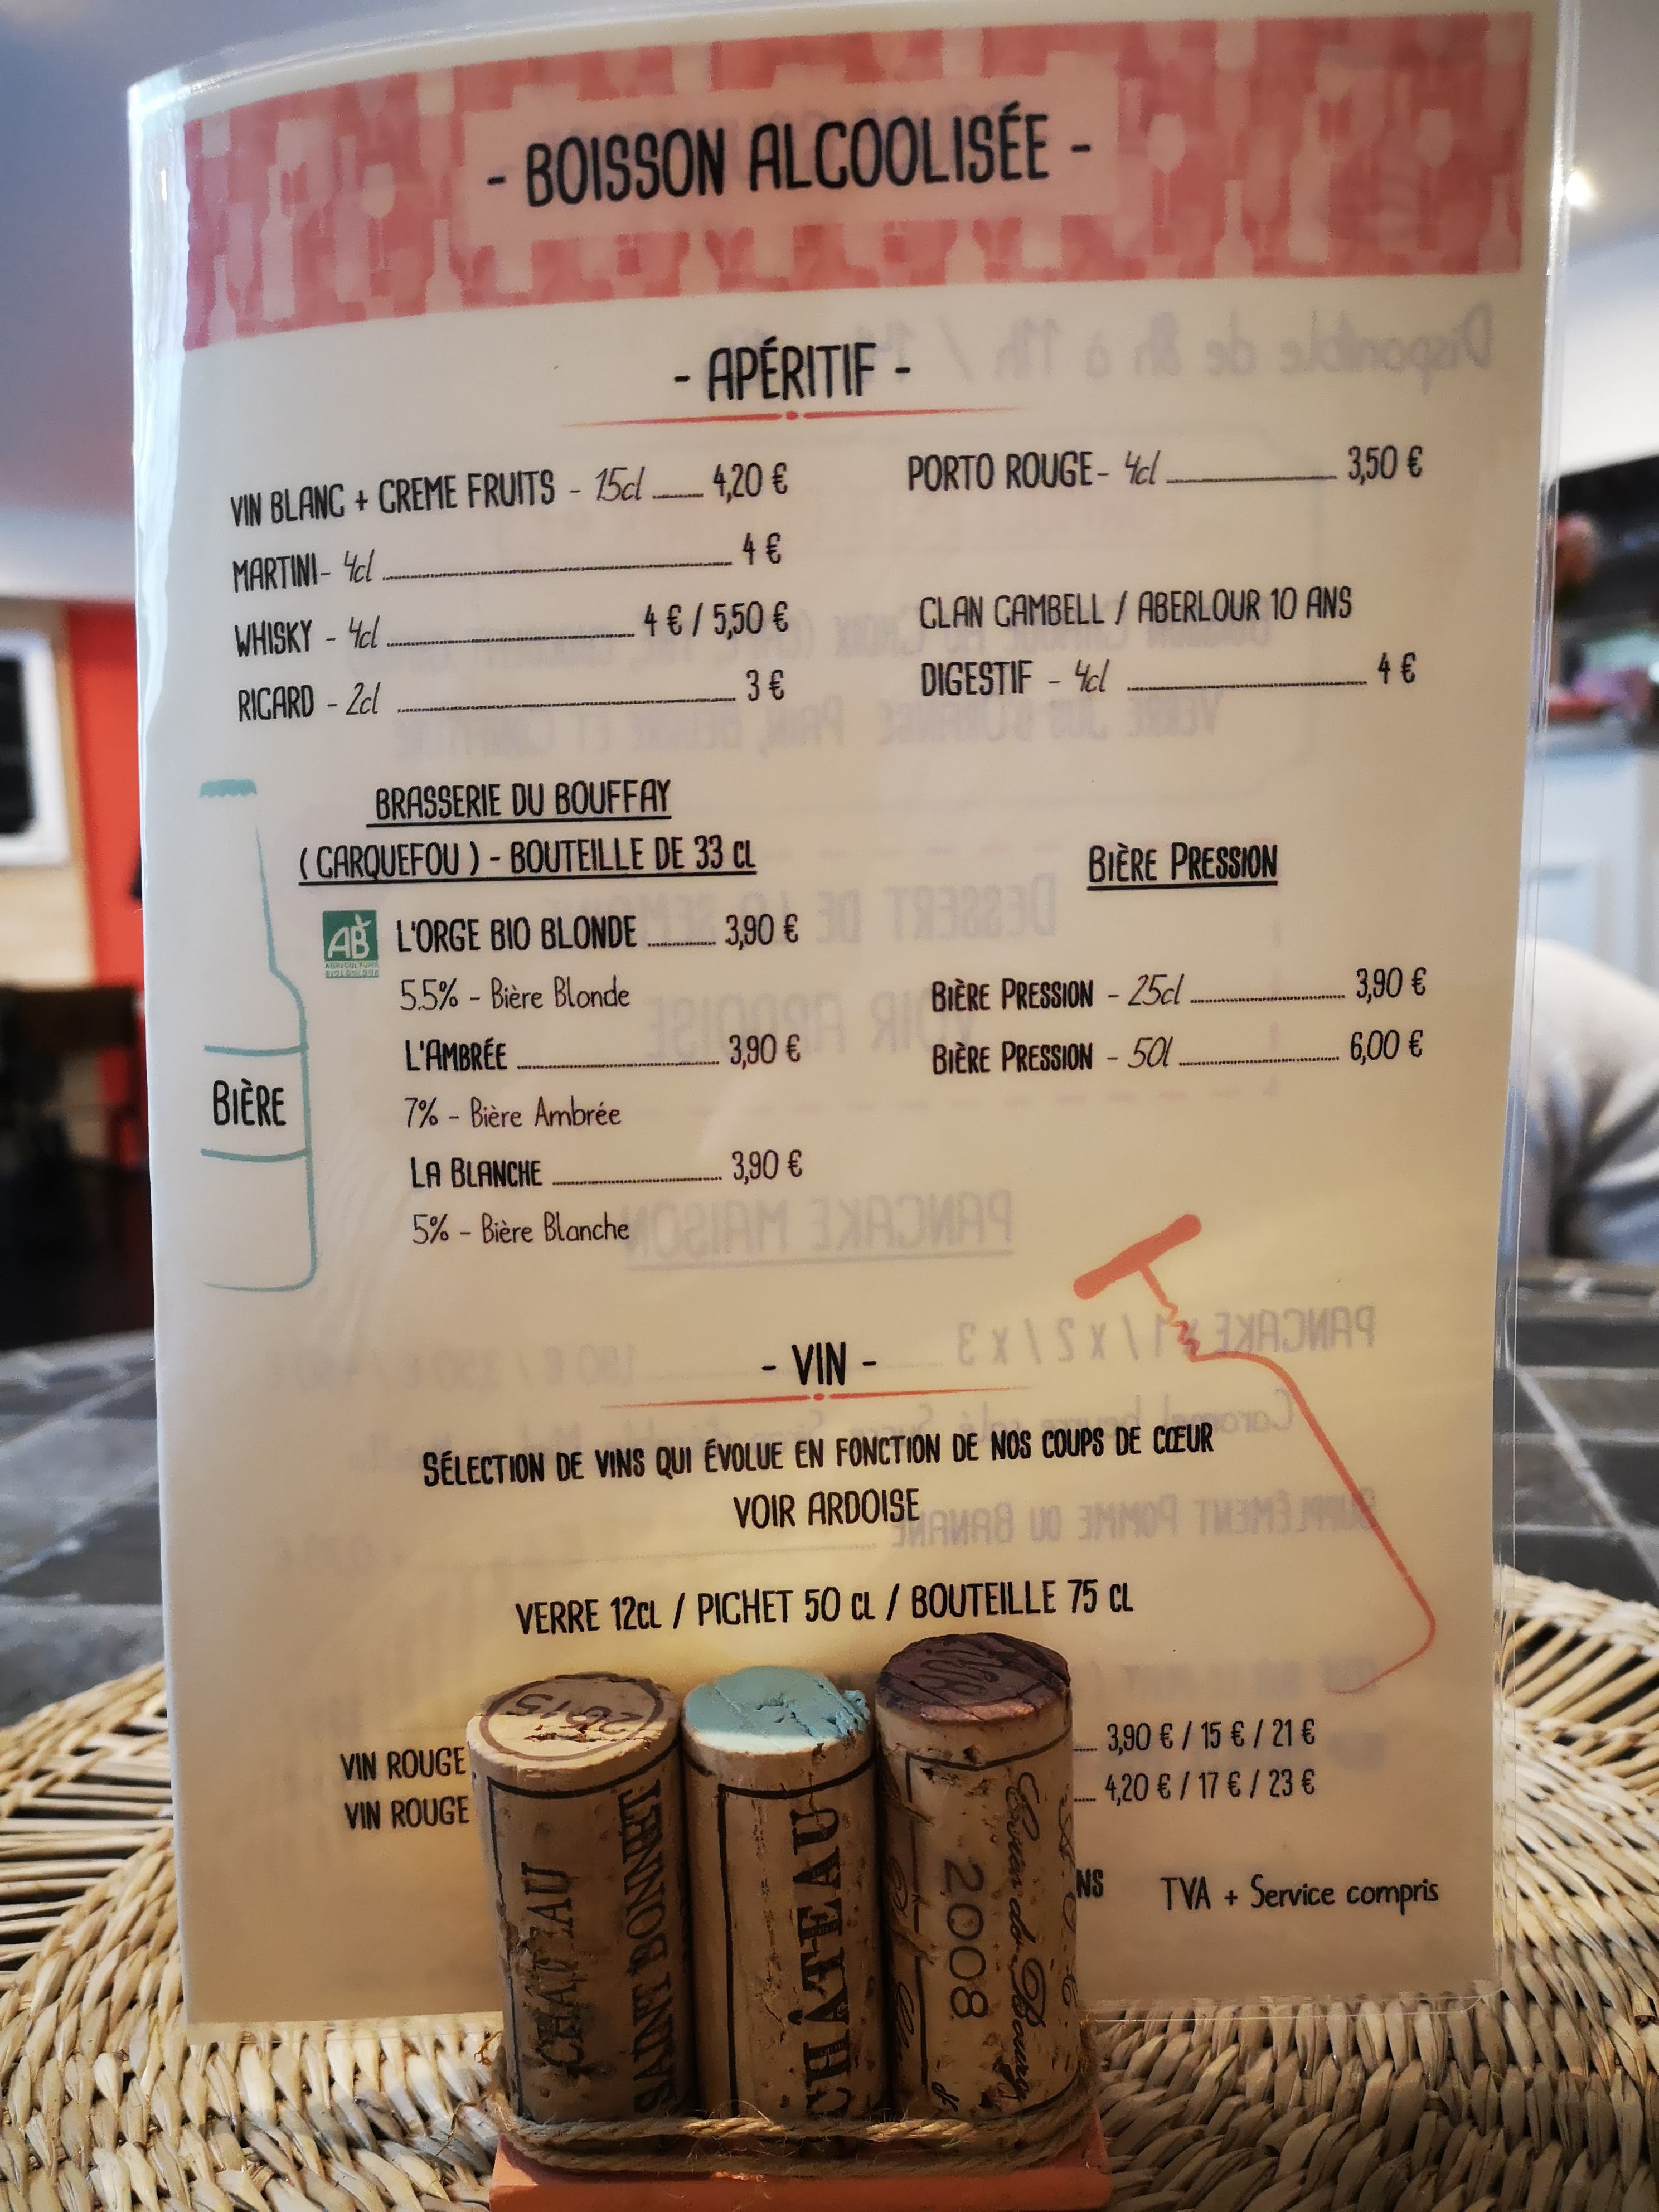 - BOISSON ALCOOLISÉE -
- APÉRITIF -
VIN BLANC + CREME FRUITS - 15cl 4,20 €
MARTINI- 4cl 4 €
WHISKY - 4cl 4 € / 5,50 €
RICARD - 2cl 3 €
PORTO ROUGE- 4cl 3,50 €
CLAN CAMBELL / ABERLOUR 10 ANS
DIGESTIF - 4cl 4 €
BRASSERIE DU BOUFFAY
( CARQUEFOU ) - BOUTEILLE DE 33 CL
AB
AGRICULTURE
BIOLOGIQUE
L'ORGE BIO BLONDE 3,90 €
5.5% - Bière Blonde
L'AMBRÉE 3,90 €
7% - Bière Ambrée
LA BLANCHE 3,90 €
5% - Bière Blanche
BIÈRE
BIÈRE PRESSION
BIÈRE PRESSION - 25cl 3,90 €
BIÈRE PRESSION - 50l 6,00 €
- VIN -
SÉLECTION DE VINS QUI ÉVOLUE EN FONCTION DE NOS COUPS DE CŒUR
VOIR ARDOISE
VERRE 12CL / PICHET 50 CL / BOUTEILLE 75 CL
VIN ROUGE 3,90 € / 15 € / 21 €
VIN ROUGE 4,20 € / 17 € / 23 €
NS TVA + Service compris
2015
CHATEAU
SAINT BONNET
CHÂTEAU
2008